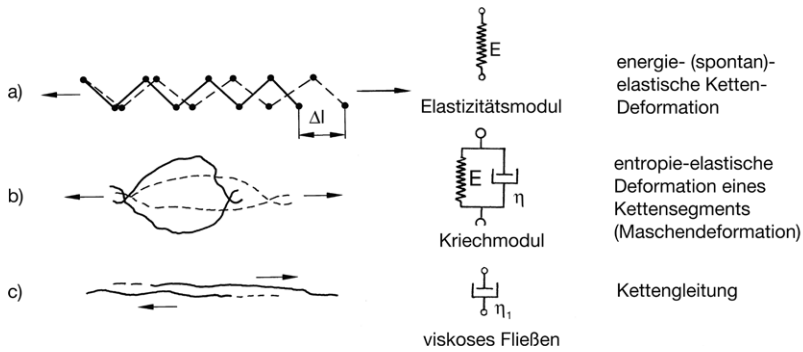 a)
Δl
E
Elastizitätsmodul
energie- (spontan)-
elastische Ketten-
Deformation
b)
E
η
Kriechmodul
entropie-elastische
Deformation eines
Kettensegments
(Maschendeformation)
c)
η₁
viskoses Fließen
Kettengleitung